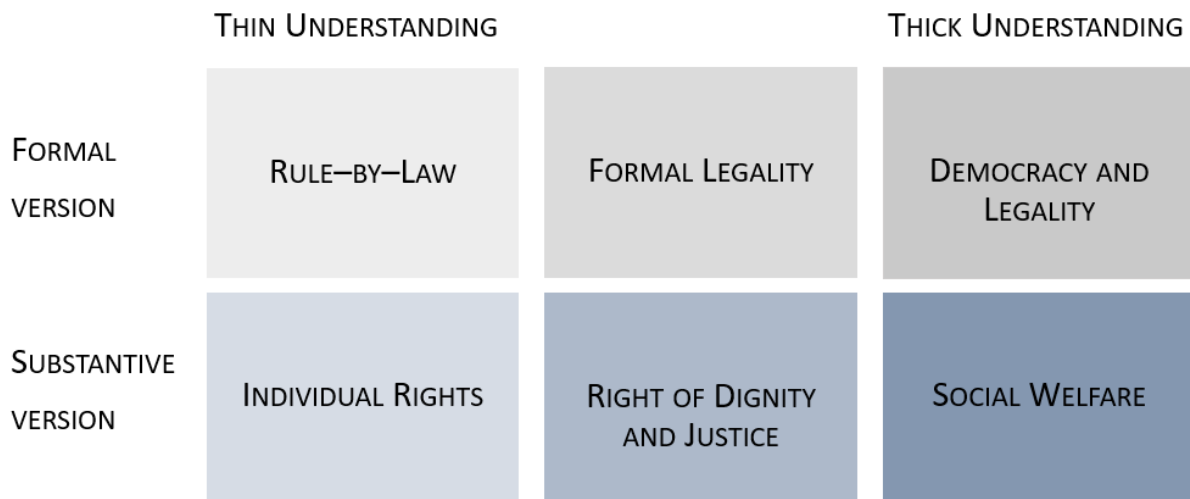 THIN UNDERSTANDING
THICK UNDERSTANDING
FORMAL
VERSION
RULE–BY–LAW
FORMAL LEGALITY
DEMOCRACY AND
LEGALITY
SUBSTANTIVE
VERSION
INDIVIDUAL RIGHTS
RIGHT OF DIGNITY
AND JUSTICE
SOCIAL WELFARE